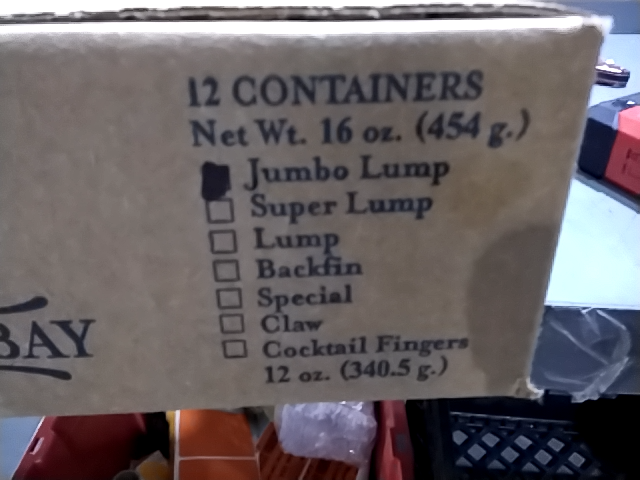 12 CONTAINERS
Net Wt. 16 oz. (454 g.)
Jumbo Lump
Super Lump
Lump
Backfin
Special
Claw
Cocktail Fingers
12 oz. (340.5 g.)
BAY